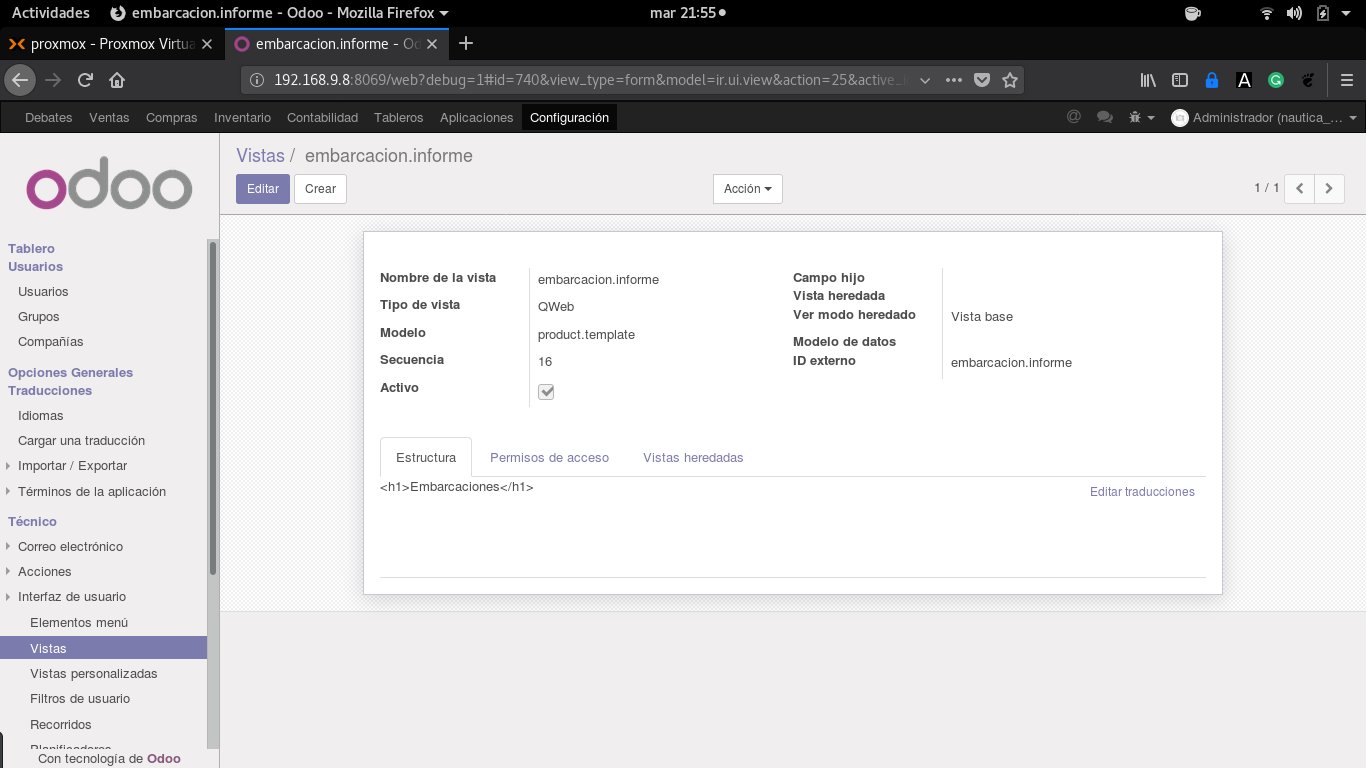 Actividades embarcacion.informe - Odoo - Mozilla Firefox mar 21:55
proxmox - Proxmox Virtua embarcacion.informe - Od
192.168.9.8:8069/web?debug=1#id=740&view_type=form&model=ir.ui.view&action=25&active_i
Debates Ventas Compras Inventario Contabilidad Tableros Aplicaciones Configuración @ Administrador (nautica_...
odoo
Vistas / embarcacion.informe
Editar Crear Acción 1 / 1
Tablero
Usuarios
Usuarios
Grupos
Compañías
Opciones Generales
Traducciones
Idiomas
Cargar una traducción
Importar / Exportar
Términos de la aplicación
Técnico
Correo electrónico
Acciones
Interfaz de usuario
Elementos menú
Vistas
Vistas personalizadas
Filtros de usuario
Recorridos
Planificadores
Con tecnología de Odoo
Nombre de la vista embarcacion.informe
Tipo de vista QWeb
Modelo product.template
Secuencia 16
Activo
Campo hijo
Vista heredada
Ver modo heredado Vista base
Modelo de datos
ID externo embarcacion.informe
Estructura Permisos de acceso Vistas heredadas
<h1>Embarcaciones</h1>
Editar traducciones